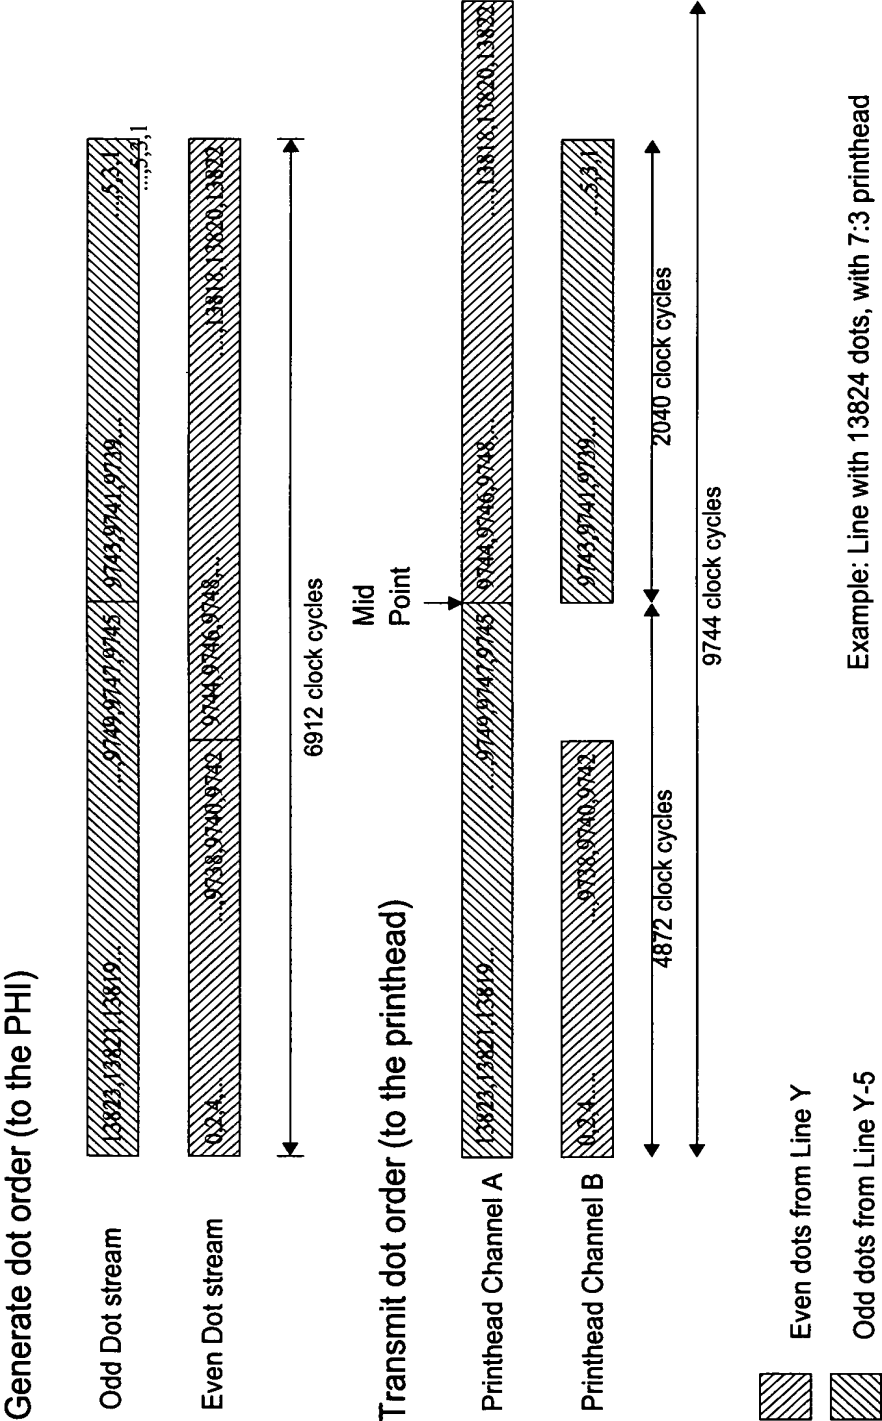 Generate dot order (to the PHI)
Odd Dot stream
13823,13821,13819...
...,9749,9747,9745
9743,9741,9739,...
...,5,3,1
...,5,3,1
Even Dot stream
0,2,4,...
...,9738,9740,9742
9744,9746,9748,...
...,13818,13820,13822
6912 clock cycles
Transmit dot order (to the printhead)
Mid
Point
Printhead Channel A
13823,13821,13819...
...,9749,9747,9745
9744,9746,9748,...
...,13818,13820,13822
Printhead Channel B
0,2,4,...
...,9738,9740,9742
9743,9741,9739,...
...,5,3,1
4872 clock cycles
2040 clock cycles
9744 clock cycles
Even dots from Line Y
Odd dots from Line Y-5
Example: Line with 13824 dots, with 7:3 printhead